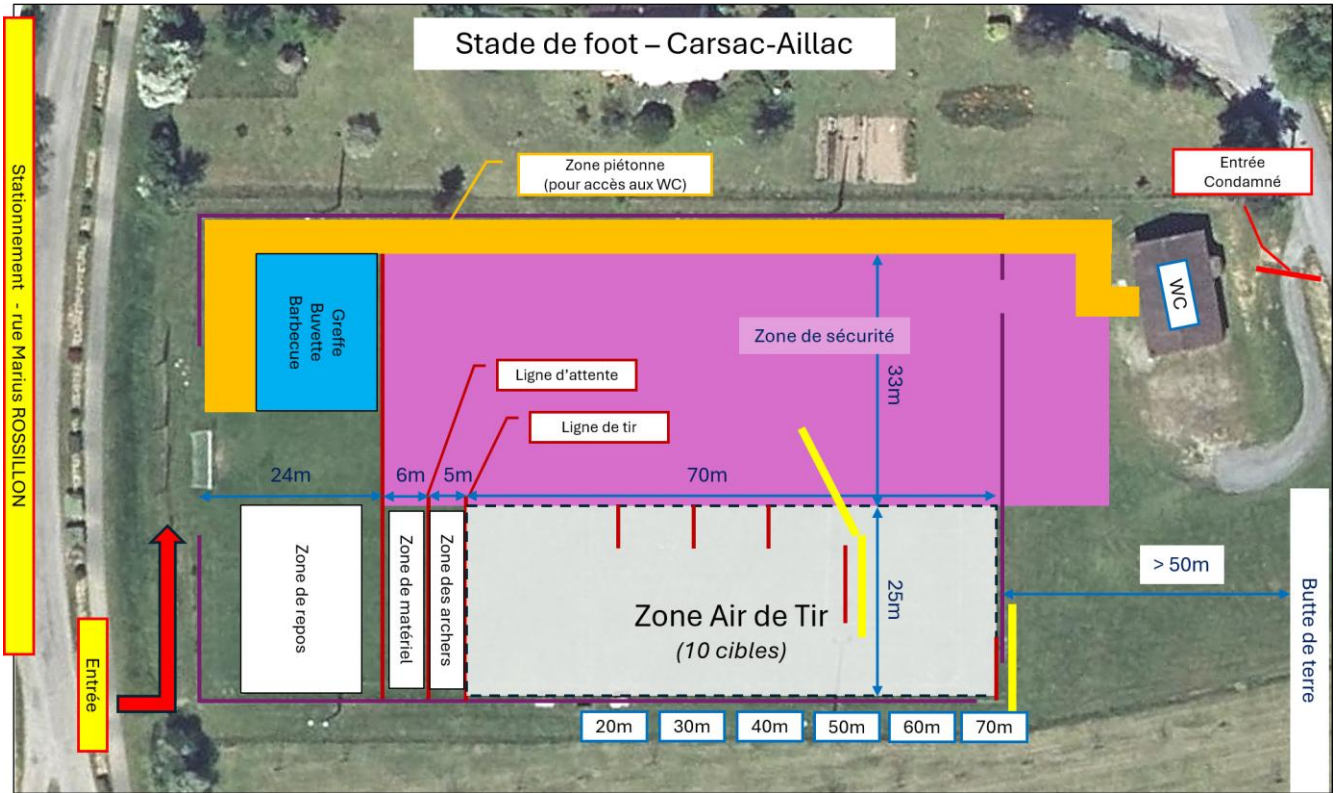 Stade de foot – Carsac-Aillac
Stationnement - rue Marius ROSSILLON
Zone piétonne
(pour accès aux WC)
Entrée
Condamné
WC
Greffe
Buvette
Barbecue
Zone de sécurité
33m
Ligne d'attente
Ligne de tir
24m
6m
5m
70m
Zone de repos
Zone de matériel
Zone des archers
Zone Air de Tir
(10 cibles)
25m
> 50m
Butte de terre
Entrée
20m
30m
40m
50m
60m
70m